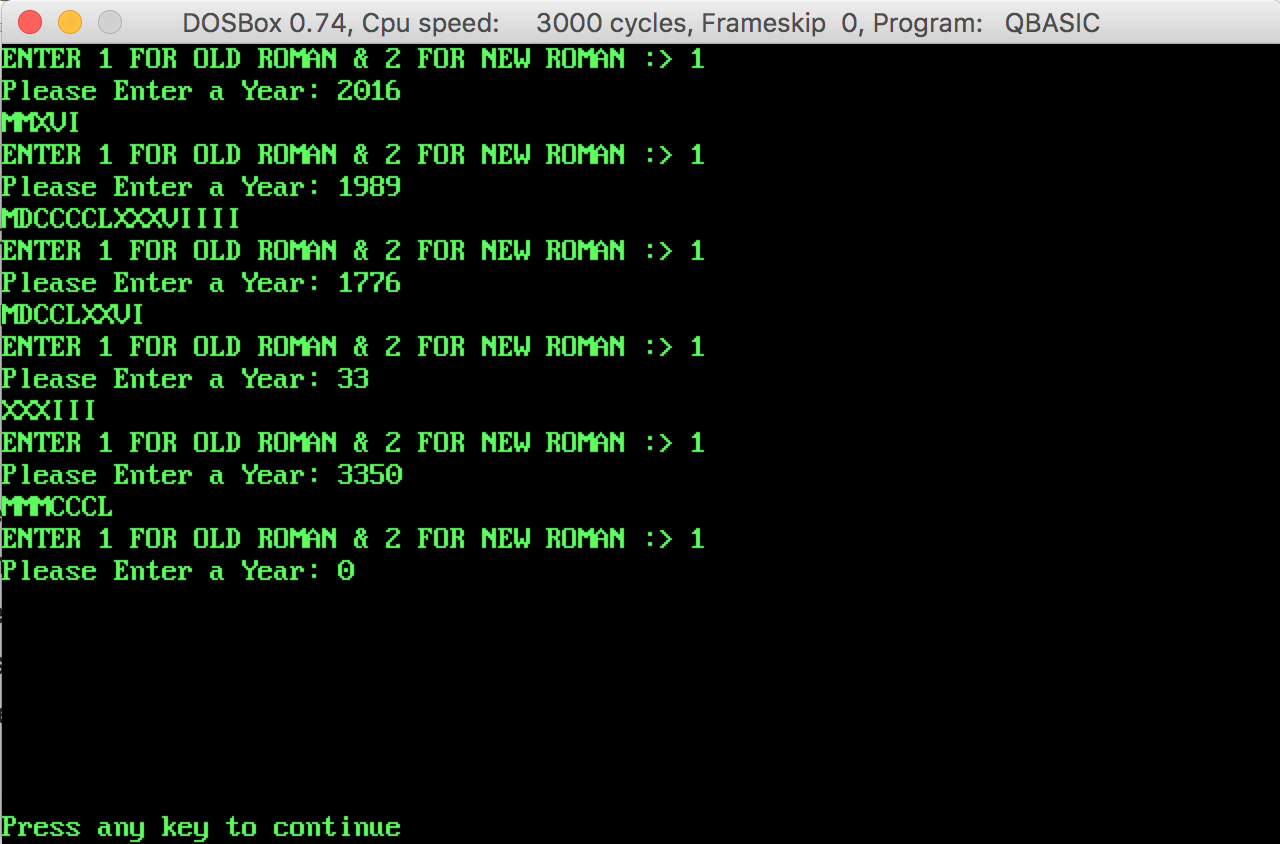 DOSBox 0.74, Cpu speed: 3000 cycles, Frameskip 0, Program: QBASIC
ENTER 1 FOR OLD ROMAN & 2 FOR NEW ROMAN :> 1
Please Enter a Year: 2016
MMXVI
ENTER 1 FOR OLD ROMAN & 2 FOR NEW ROMAN :> 1
Please Enter a Year: 1989
MDCCCCLXXXVIIII
ENTER 1 FOR OLD ROMAN & 2 FOR NEW ROMAN :> 1
Please Enter a Year: 1776
MDCCLXXVI
ENTER 1 FOR OLD ROMAN & 2 FOR NEW ROMAN :> 1
Please Enter a Year: 33
XXXIII
ENTER 1 FOR OLD ROMAN & 2 FOR NEW ROMAN :> 1
Please Enter a Year: 3350
MMMCCCL
ENTER 1 FOR OLD ROMAN & 2 FOR NEW ROMAN :> 1
Please Enter a Year: 0
Press any key to continue